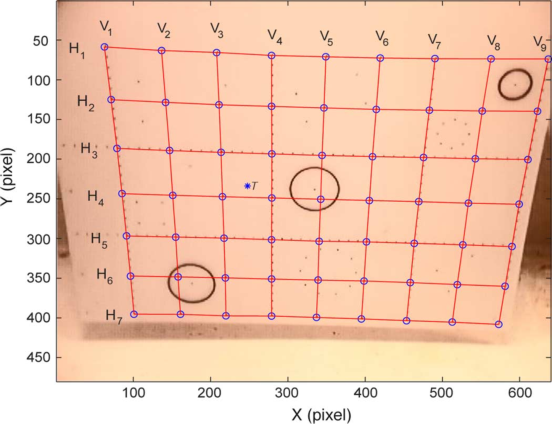 V1 V2 V3 V4 V5 V6 V7 V8 V9
50
H1
100
H2
150
H3
200
T
H4
250
H5
300
H6
350
H7
400
450
100 200 300 400 500 600
X (pixel)
Y (pixel)